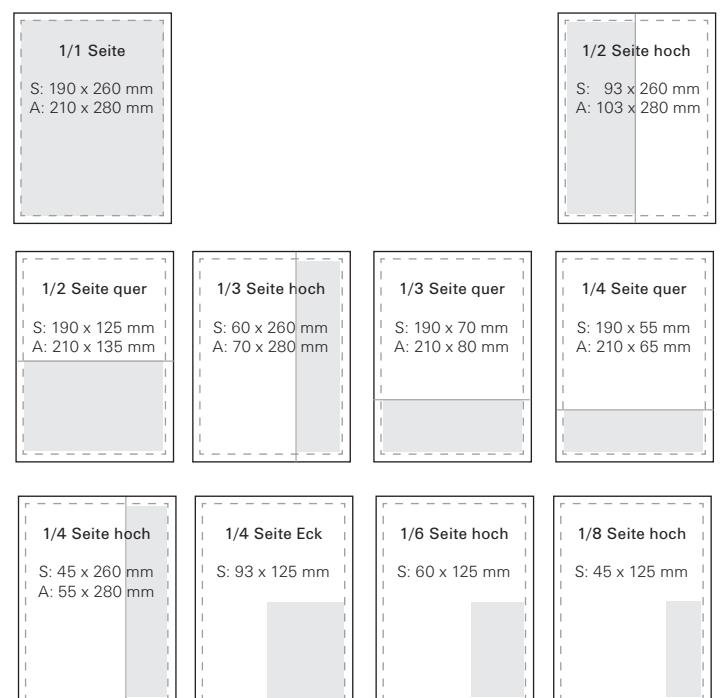 1/1 Seite
S: 190 x 260 mm
A: 210 x 280 mm
1/2 Seite hoch
S: 93 x 260 mm
A: 103 x 280 mm
1/2 Seite quer
S: 190 x 125 mm
A: 210 x 135 mm
1/3 Seite hoch
S: 60 x 260 mm
A: 70 x 280 mm
1/3 Seite quer
S: 190 x 70 mm
A: 210 x 80 mm
1/4 Seite quer
S: 190 x 55 mm
A: 210 x 65 mm
1/4 Seite hoch
S: 45 x 260 mm
A: 55 x 280 mm
1/4 Seite Eck
S: 93 x 125 mm
1/6 Seite hoch
S: 60 x 125 mm
1/8 Seite hoch
S: 45 x 125 mm